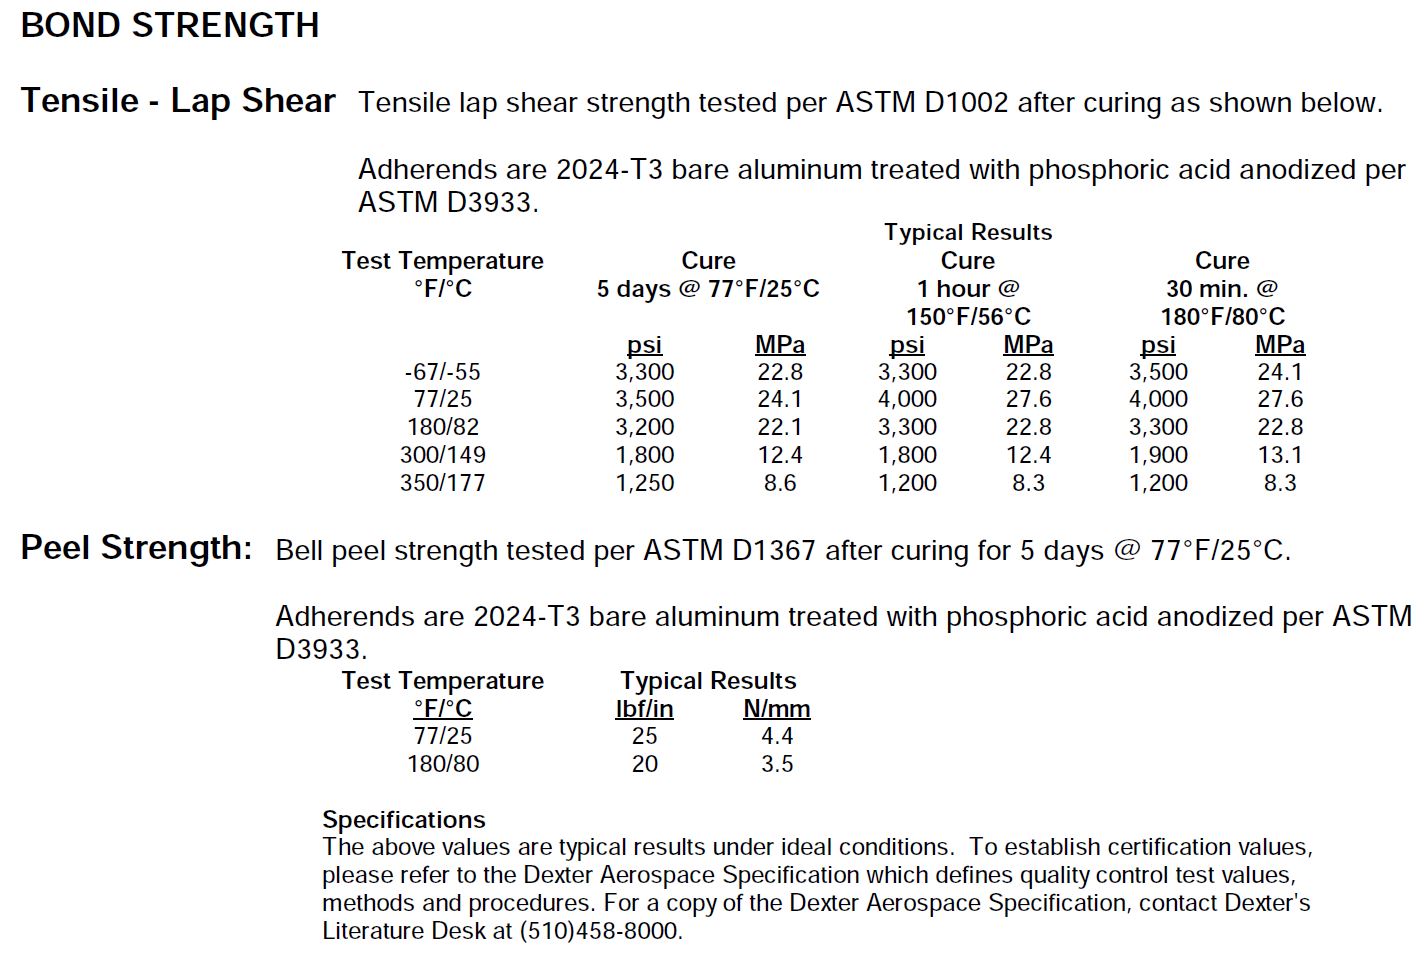 BOND STRENGTH
Tensile - Lap Shear Tensile lap shear strength tested per ASTM D1002 after curing as shown below.
Adherends are 2024-T3 bare aluminum treated with phosphoric acid anodized per
ASTM D3933.
Typical Results
Test Temperature Cure Cure Cure
°F/°C 5 days @ 77°F/25°C 1 hour @ 30 min. @
150°F/56°C 180°F/80°C
psi MPa psi MPa psi MPa
-67/-55 3,300 22.8 3,300 22.8 3,500 24.1
77/25 3,500 24.1 4,000 27.6 4,000 27.6
180/82 3,200 22.1 3,300 22.8 3,300 22.8
300/149 1,800 12.4 1,800 12.4 1,900 13.1
350/177 1,250 8.6 1,200 8.3 1,200 8.3
Peel Strength: Bell peel strength tested per ASTM D1367 after curing for 5 days @ 77°F/25°C.
Adherends are 2024-T3 bare aluminum treated with phosphoric acid anodized per ASTM
D3933.
Test Temperature Typical Results
°F/°C lbf/in N/mm
77/25 25 4.4
180/80 20 3.5
Specifications
The above values are typical results under ideal conditions. To establish certification values,
please refer to the Dexter Aerospace Specification which defines quality control test values,
methods and procedures. For a copy of the Dexter Aerospace Specification, contact Dexter's
Literature Desk at (510)458-8000.